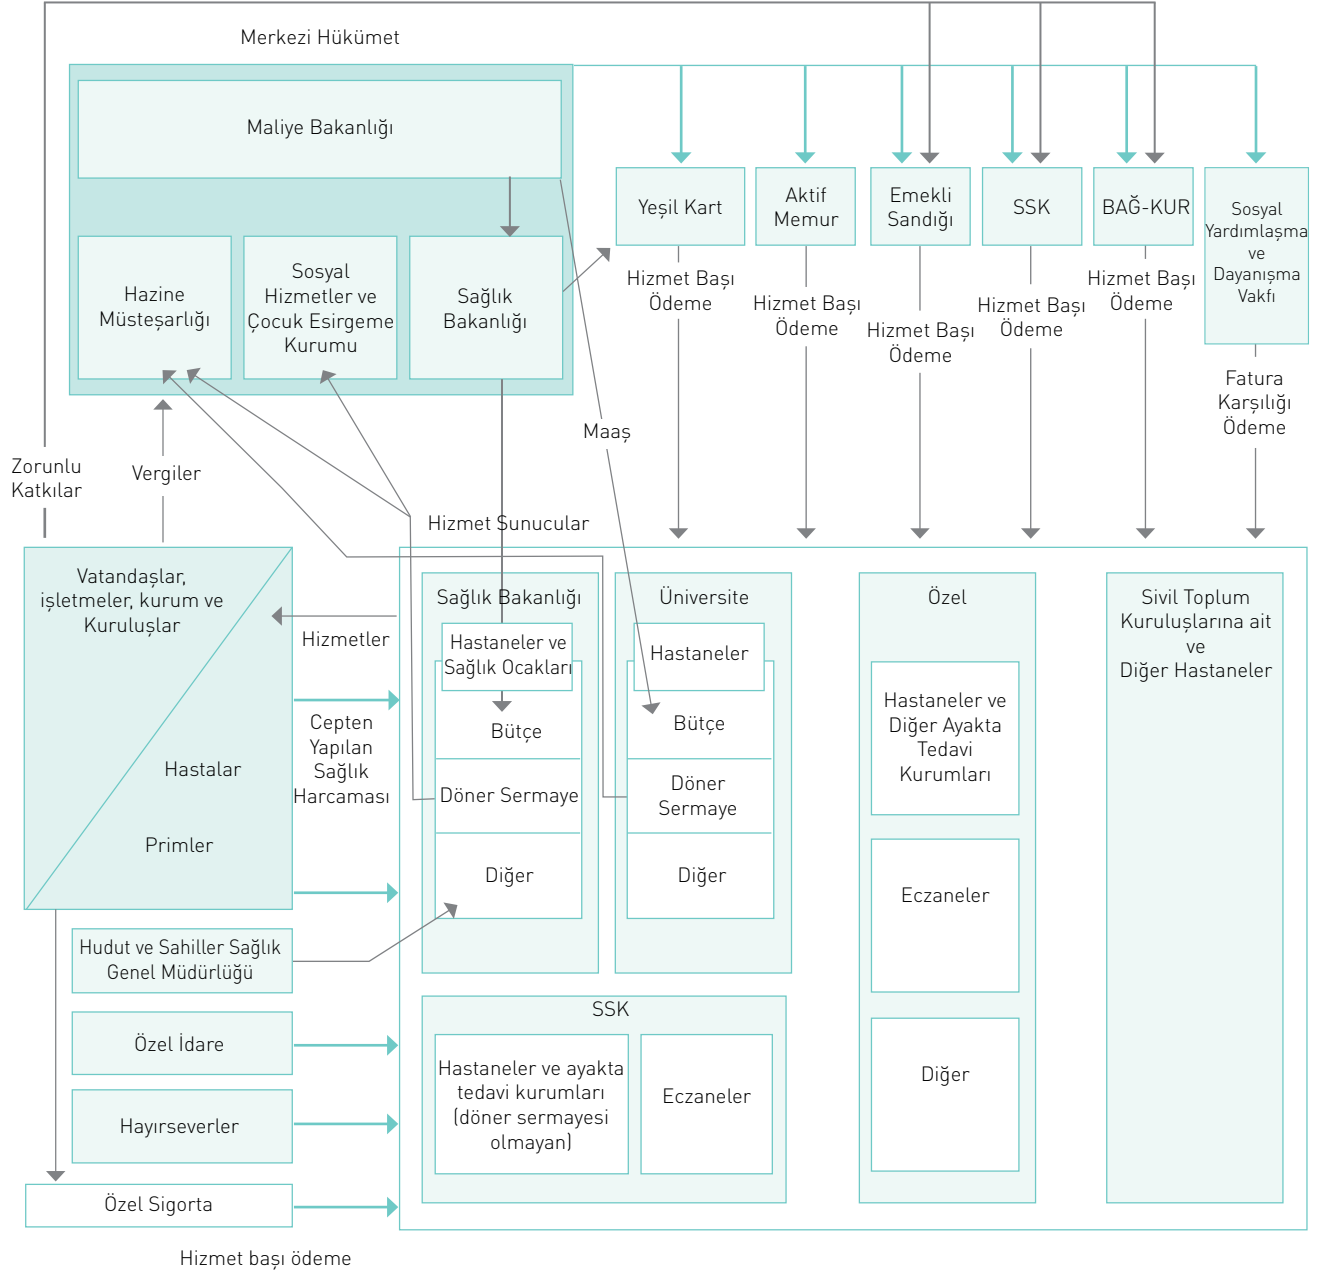 Merkezi Hükümet
Maliye Bakanlığı
Hazine
Müsteşarlığı
Sosyal
Hizmetler ve
Çocuk Esirgeme
Kurumu
Sağlık
Bakanlığı
Yeşil Kart
Aktif
Memur
Emekli
Sandığı
SSK
BAĞ-KUR
Sosyal
Yardımlaşma
ve
Dayanışma
Vakfı
Hizmet Başı
Ödeme
Hizmet Başı
Ödeme
Hizmet Başı
Ödeme
Hizmet Başı
Ödeme
Hizmet Başı
Ödeme
Fatura
Karşılığı
Ödeme
Maaş
Zorunlu
Katkılar
Vergiler
Hizmet Sunucular
Vatandaşlar,
işletmeler, kurum ve
Kuruluşlar
Hastalar
Primler
Hizmetler
Cepten
Yapılan
Sağlık
Harcaması
Sağlık Bakanlığı
Hastaneler ve
Sağlık Ocakları
Bütçe
Döner Sermaye
Diğer
Üniversite
Hastaneler
Bütçe
Döner
Sermaye
Diğer
Özel
Hastaneler ve
Diğer Ayakta
Tedavi
Kurumları
Eczaneler
Diğer
Sivil Toplum
Kuruluşlarına ait
ve
Diğer Hastaneler
Hudut ve Sahiller Sağlık
Genel Müdürlüğü
Özel İdare
Hayırseverler
Özel Sigorta
SSK
Hastaneler ve ayakta
tedavi kurumları
(döner sermayesi
olmayan)
Eczaneler
Hizmet başı ödeme